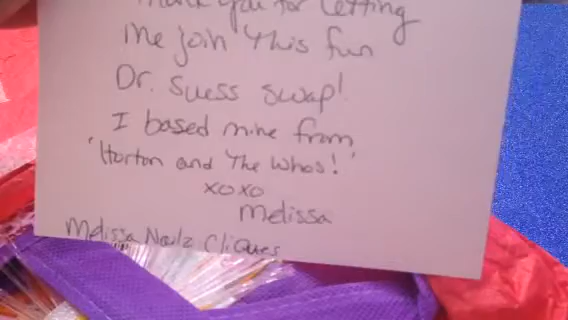 Thank you for letting
me join this fun
Dr. Suess swap!
I based mine from
'Horton and The Whos!'
xoxo
Melissa
Melissa Nailz Cliques